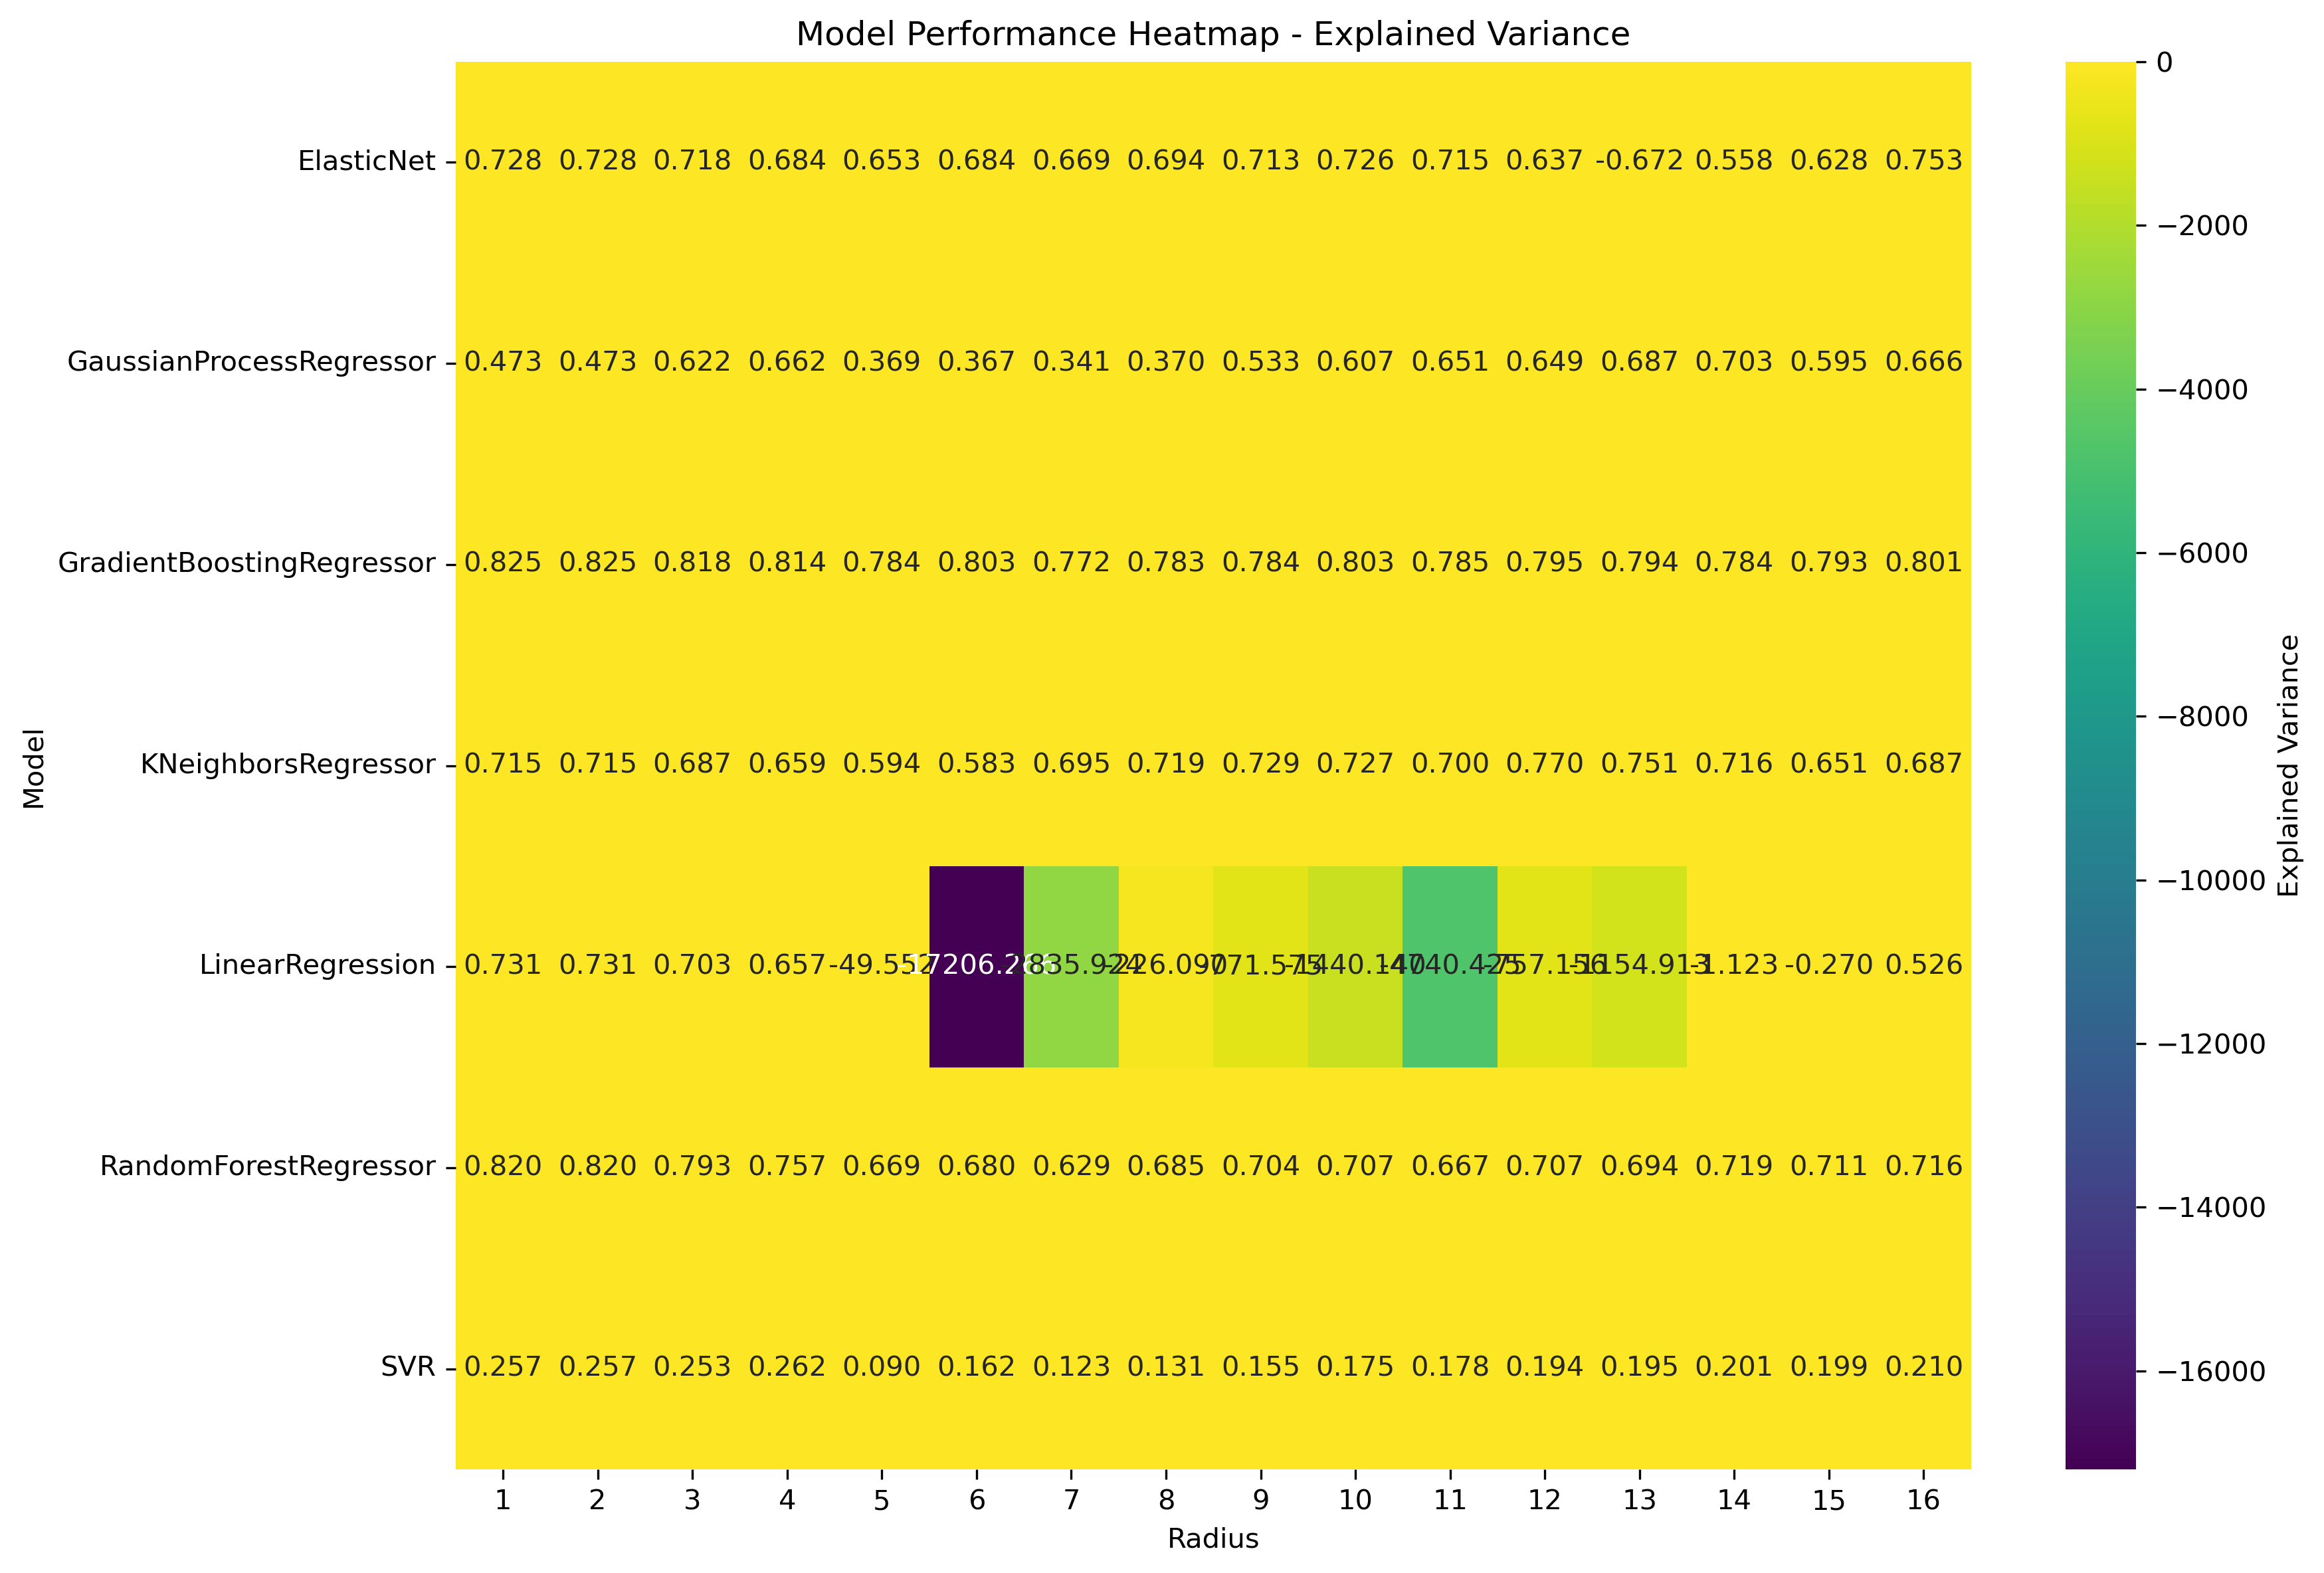 Model Performance Heatmap - Explained Variance
ElasticNet 0.728 0.728 0.718 0.684 0.653 0.684 0.669 0.694 0.713 0.726 0.715 0.637 -0.672 0.558 0.628 0.753
GaussianProcessRegressor 0.473 0.473 0.622 0.662 0.369 0.367 0.341 0.370 0.533 0.607 0.651 0.649 0.687 0.703 0.595 0.666
GradientBoostingRegressor 0.825 0.825 0.818 0.814 0.784 0.803 0.772 0.783 0.784 0.803 0.785 0.795 0.794 0.784 0.793 0.801
KNeighborsRegressor 0.715 0.715 0.687 0.659 0.594 0.583 0.695 0.719 0.729 0.727 0.700 0.770 0.751 0.716 0.651 0.687
LinearRegression 0.731 0.731 0.703 0.657 -49.552 -1.123 -0.270 0.526
RandomForestRegressor 0.820 0.820 0.793 0.757 0.669 0.680 0.629 0.685 0.704 0.707 0.667 0.707 0.694 0.719 0.711 0.716
SVR 0.257 0.257 0.253 0.262 0.090 0.162 0.123 0.131 0.155 0.175 0.178 0.194 0.195 0.201 0.199 0.210
1 2 3 4 5 6 7 8 9 10 11 12 13 14 15 16
Radius
Model
0
−2000
−4000
−6000
−8000
−10000
−12000
−14000
−16000
Explained Variance